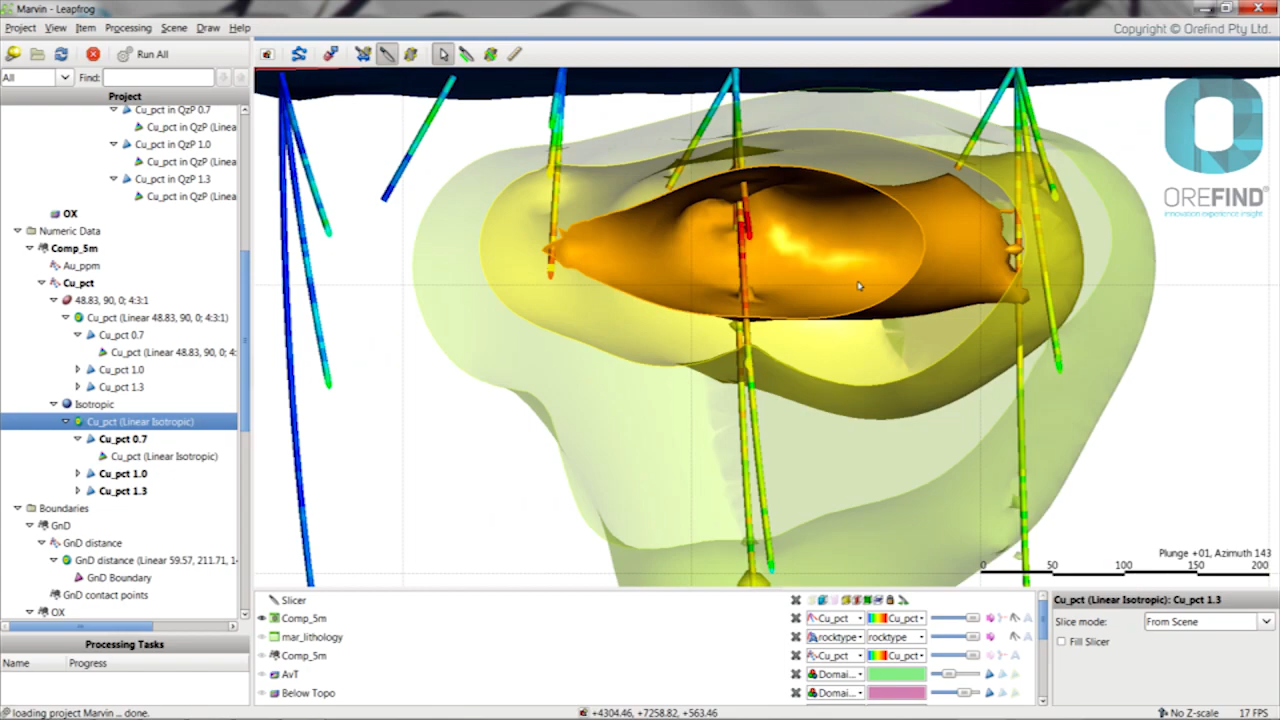 Marvin - Leapfrog
Project View Item Processing Scene Draw Help
Copyright © Orefind Pty Ltd.
Run All
All Find:
Project
Cu_pct in QzP 0.7
Cu_pct in QzP (Linea
Cu_pct in QzP 1.0
Cu_pct in QzP (Linea
Cu_pct in QzP 1.3
Cu_pct in QzP (Linea
OX
Numeric Data
Comp_5m
Au_ppm
Cu_pct
48.83, 90, 0; 4:3:1
Cu_pct (Linear 48.83, 90, 0; 4:3:1)
Cu_pct 0.7
Cu_pct (Linear 48.83, 90, 0; 4:
Cu_pct 1.0
Cu_pct 1.3
Isotropic
Cu_pct (Linear Isotropic)
Cu_pct 0.7
Cu_pct (Linear Isotropic)
Cu_pct 1.0
Cu_pct 1.3
Boundaries
GnD
GnD distance
GnD distance (Linear 59.57, 211.71, 1
GnD Boundary
GnD contact points
OX
OREFIND®
innovation experience insight
Plunge +01, Azimuth 143
0 50 100 150 200
Processing Tasks
Name Progress
Slicer
Comp_5m Cu_pct Cu_pct
mar_lithology rocktype rocktype
Comp_5m Cu_pct Cu_pct
AvT Domai...
Below Topo Domai...
Cu_pct (Linear Isotropic): Cu_pct 1.3
Slice mode: From Scene
Fill Slicer
loading project Marvin ... done.
+4304.46, +7258.82, +563.46
No Z-scale 17 FPS